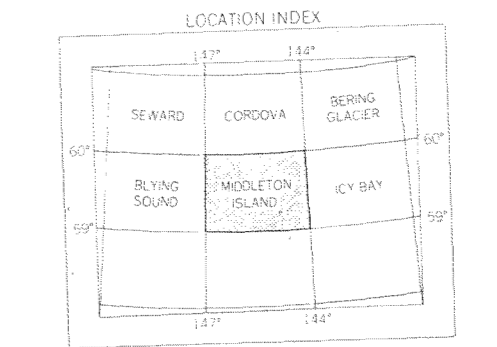 LOCATION INDEX
147° 144°
SEWARD CORDOVA BERING
GLACIER
60° 60°
BLYING
SOUND MIDDLETON
ISLAND ICY BAY
59° 59°
147° 144°